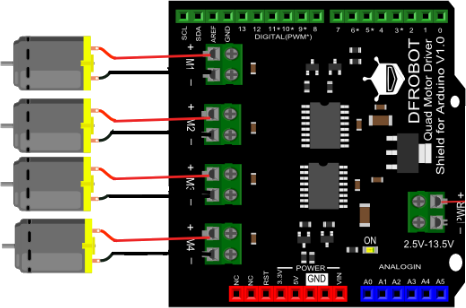 SCL
SDA
AREF
GND
13
12
11*
10*
9*
8
DIGITAL(PWM*)
7
6*
5*
4
3*
2
1
0
+ M1 −
+ M2 −
+ M3 −
+ M4 −
DFROBOT
Quad Motor Driver
Shield for Arduino V1.0
+ PWR −
2.5V-13.5V
ON
NC
NC
RST
3.3V
5V
POWER
GND
VIN
ANALOGIN
A0
A1
A2
A3
A4
A5